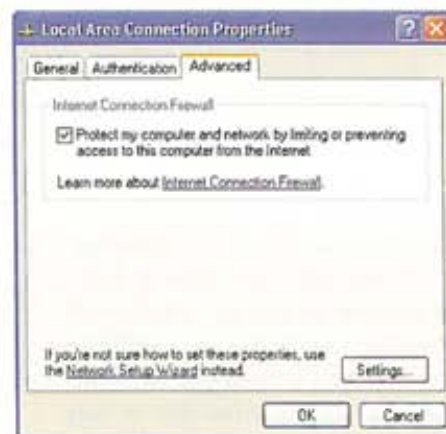 Local Area Connection Properties
General Authentication Advanced
Internet Connection Firewall
Protect my computer and network by limiting or preventing
access to this computer from the Internet
Learn more about Internet Connection Firewall.
If you're not sure how to set these properties, use
the Network Setup Wizard instead.
Settings...
OK Cancel